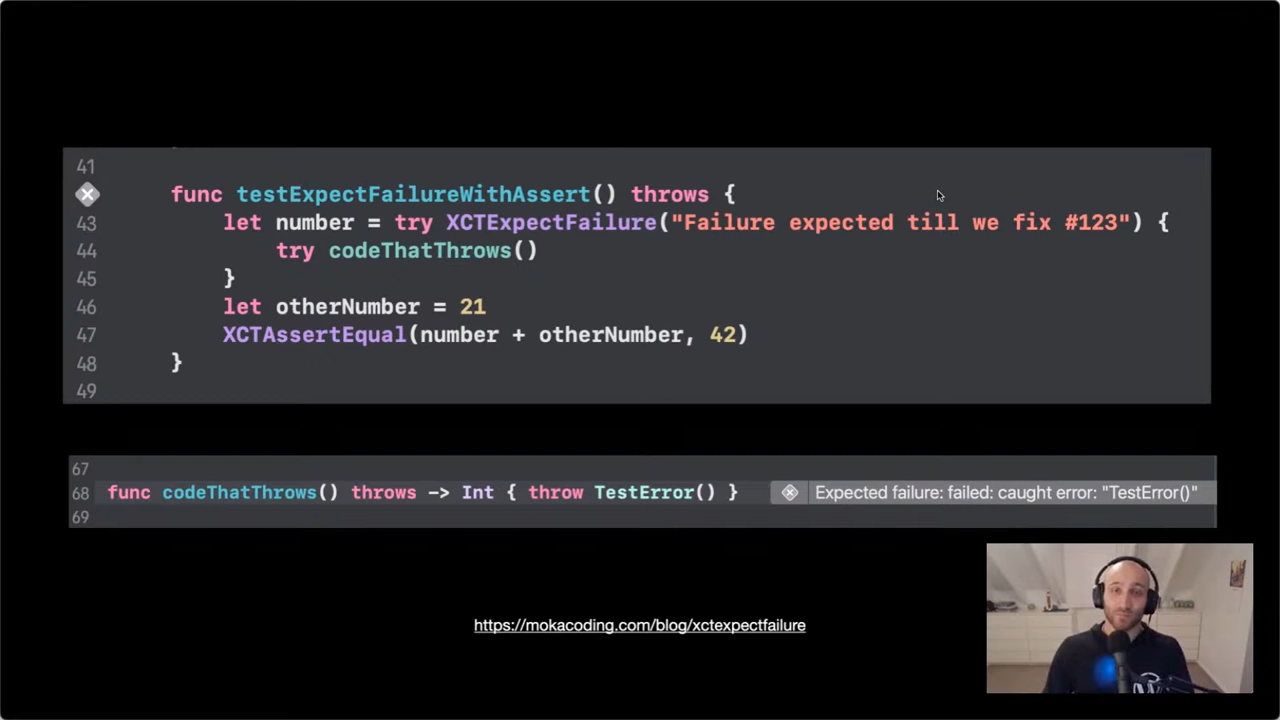 41
func testExpectFailureWithAssert() throws {
43 let number = try XCTExpectFailure("Failure expected till we fix #123") {
44 try codeThatThrows()
45 }
46 let otherNumber = 21
47 XCTAssertEqual(number + otherNumber, 42)
48 }
49
67
68 func codeThatThrows() throws -> Int { throw TestError() } Expected failure: failed: caught error: "TestError()"
69
https://mokacoding.com/blog/xctexpectfailure